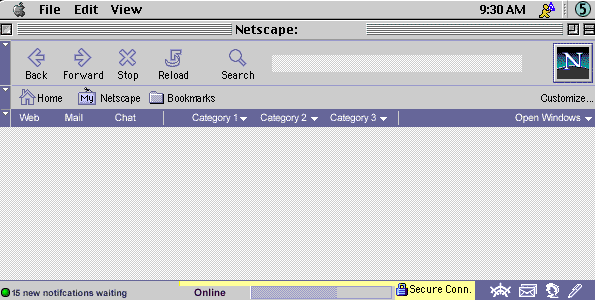 File Edit View 9:30 AM 5
Netscape:
Back Forward Stop Reload Search N
Home My Netscape Bookmarks Customize...
Web Mail Chat Category 1 Category 2 Category 3 Open Windows
15 new notifcations waiting Online Secure Conn.